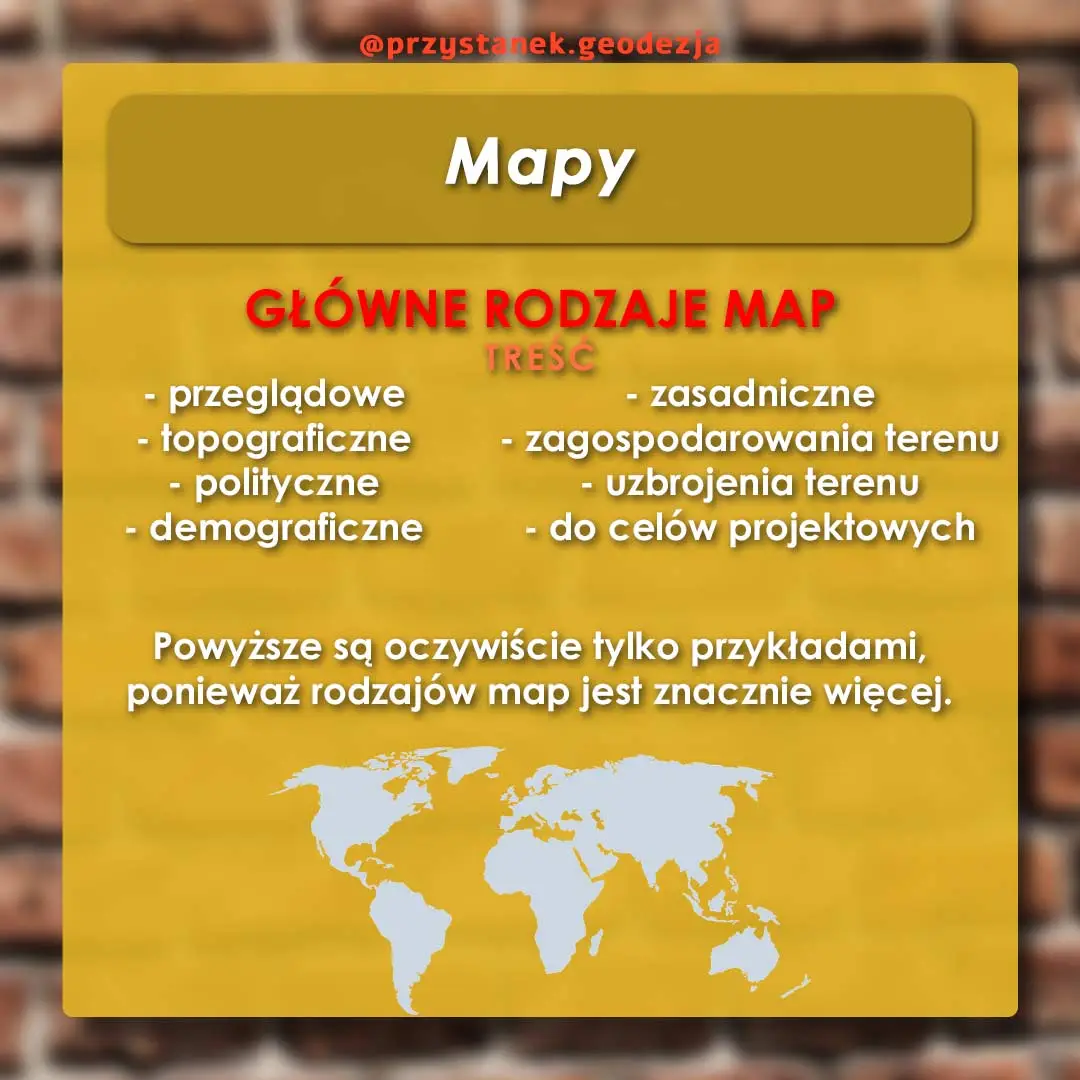 @przystanek.geodezja
Mapy
GŁÓWNE RODZAJE MAP
TREŚĆ
- przeglądowe
- topograficzne
- polityczne
- demograficzne
- zasadniczne
- zagospodarowania terenu
- uzbrojenia terenu
- do celów projektowych
Powyższe są oczywiście tylko przykładami,
ponieważ rodzajów map jest znacznie więcej.